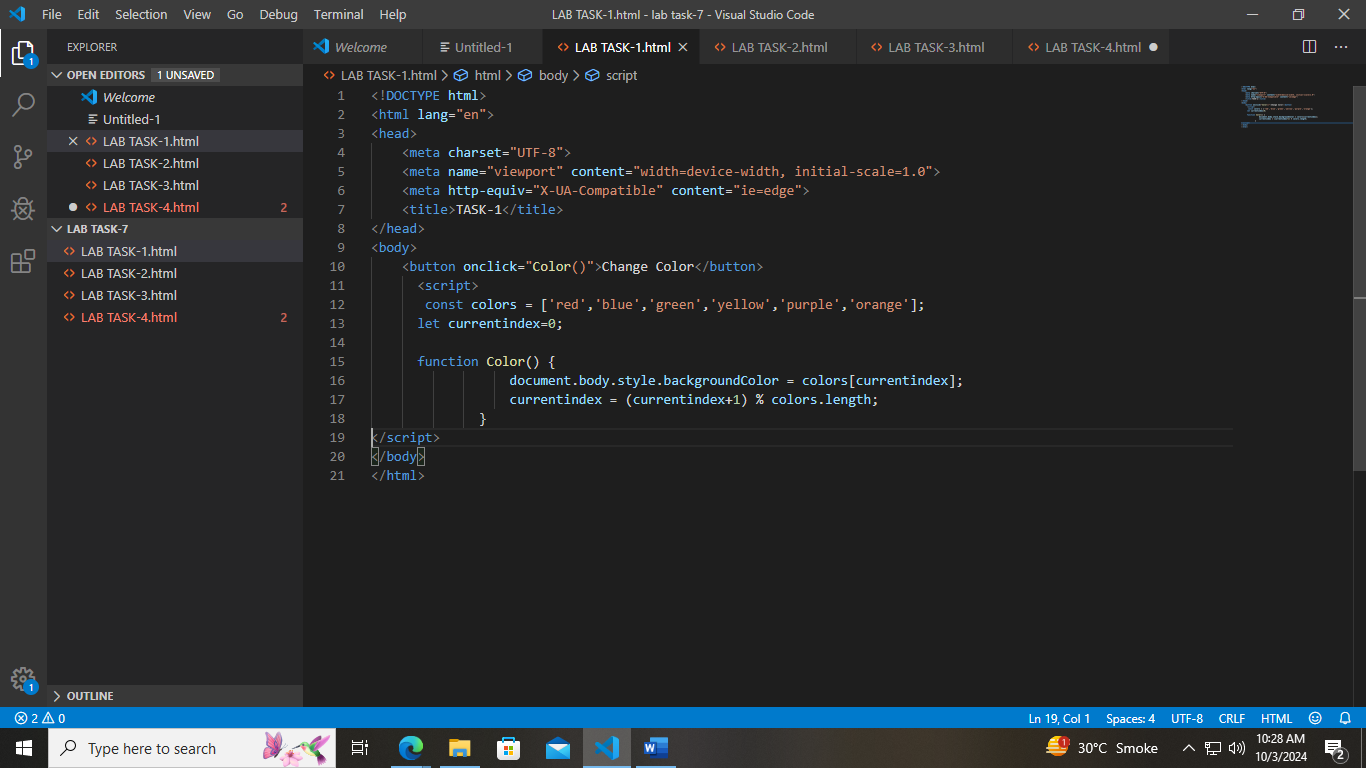 File Edit Selection View Go Debug Terminal Help LAB TASK-1.html - lab task-7 - Visual Studio Code
EXPLORER
Welcome Untitled-1 LAB TASK-1.html LAB TASK-2.html LAB TASK-3.html LAB TASK-4.html
OPEN EDITORS 1 UNSAVED
Welcome
Untitled-1
LAB TASK-1.html
LAB TASK-2.html
LAB TASK-3.html
LAB TASK-4.html 2
LAB TASK-7
LAB TASK-1.html
LAB TASK-2.html
LAB TASK-3.html
LAB TASK-4.html 2
OUTLINE
1
1
LAB TASK-1.html > html > body > script
1 <!DOCTYPE html>
2 <html lang="en">
3 <head>
4 <meta charset="UTF-8">
5 <meta name="viewport" content="width=device-width, initial-scale=1.0">
6 <meta http-equiv="X-UA-Compatible" content="ie=edge">
7 <title>TASK-1</title>
8 </head>
9 <body>
10 <button onclick="Color()">Change Color</button>
11 <script>
12 const colors = ['red','blue','green','yellow','purple','orange'];
13 let currentindex=0;
14
15 function Color() {
16 document.body.style.backgroundColor = colors[currentindex];
17 currentindex = (currentindex+1) % colors.length;
18 }
19 </script>
20 </body>
21 </html>
2 0 Ln 19, Col 1 Spaces: 4 UTF-8 CRLF HTML
Type here to search 1 30°C Smoke 10:28 AM
10/3/2024 2